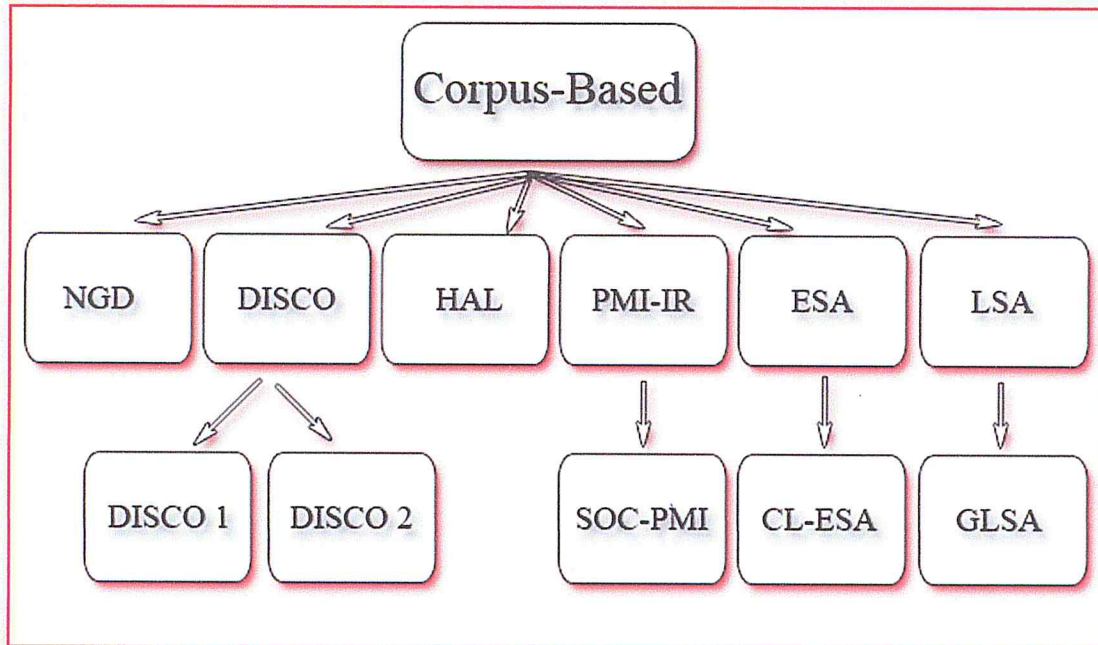 Corpus-Based
NGD
DISCO
HAL
PMI-IR
ESA
LSA
DISCO 1
DISCO 2
SOC-PMI
CL-ESA
GLSA